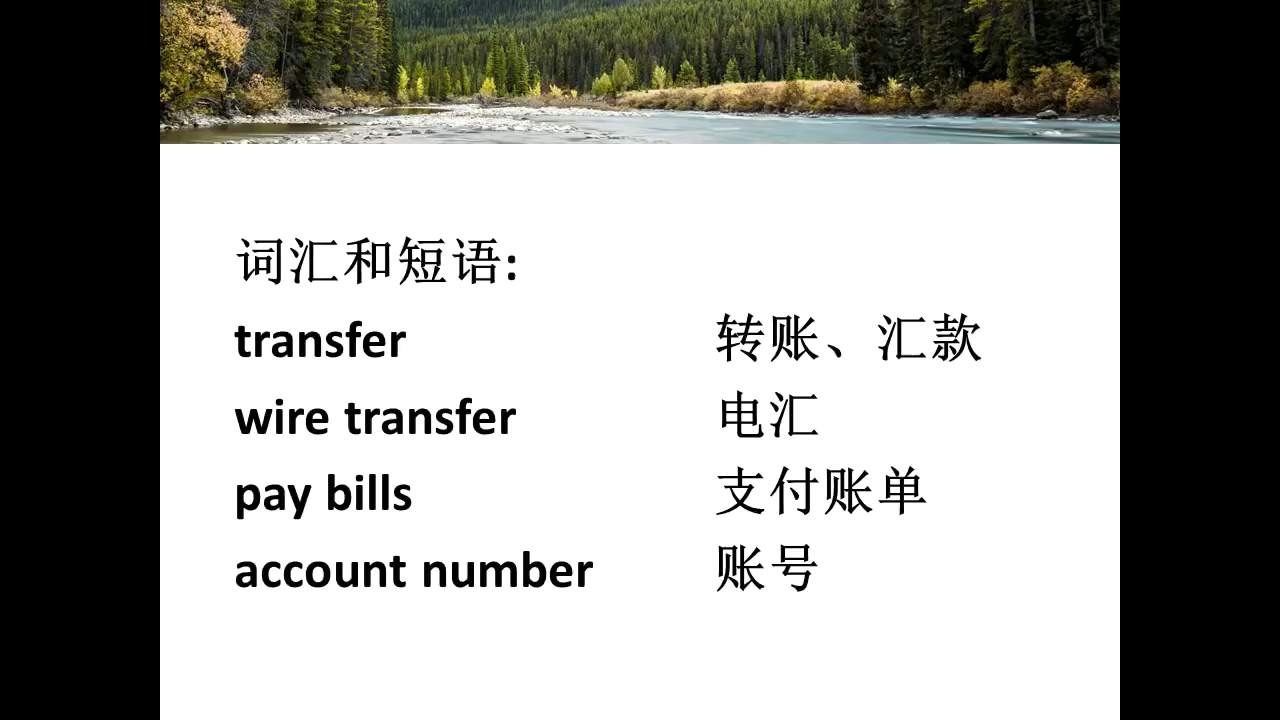 词汇和短语:
transfer 转账、汇款
wire transfer 电汇
pay bills 支付账单
account number 账号